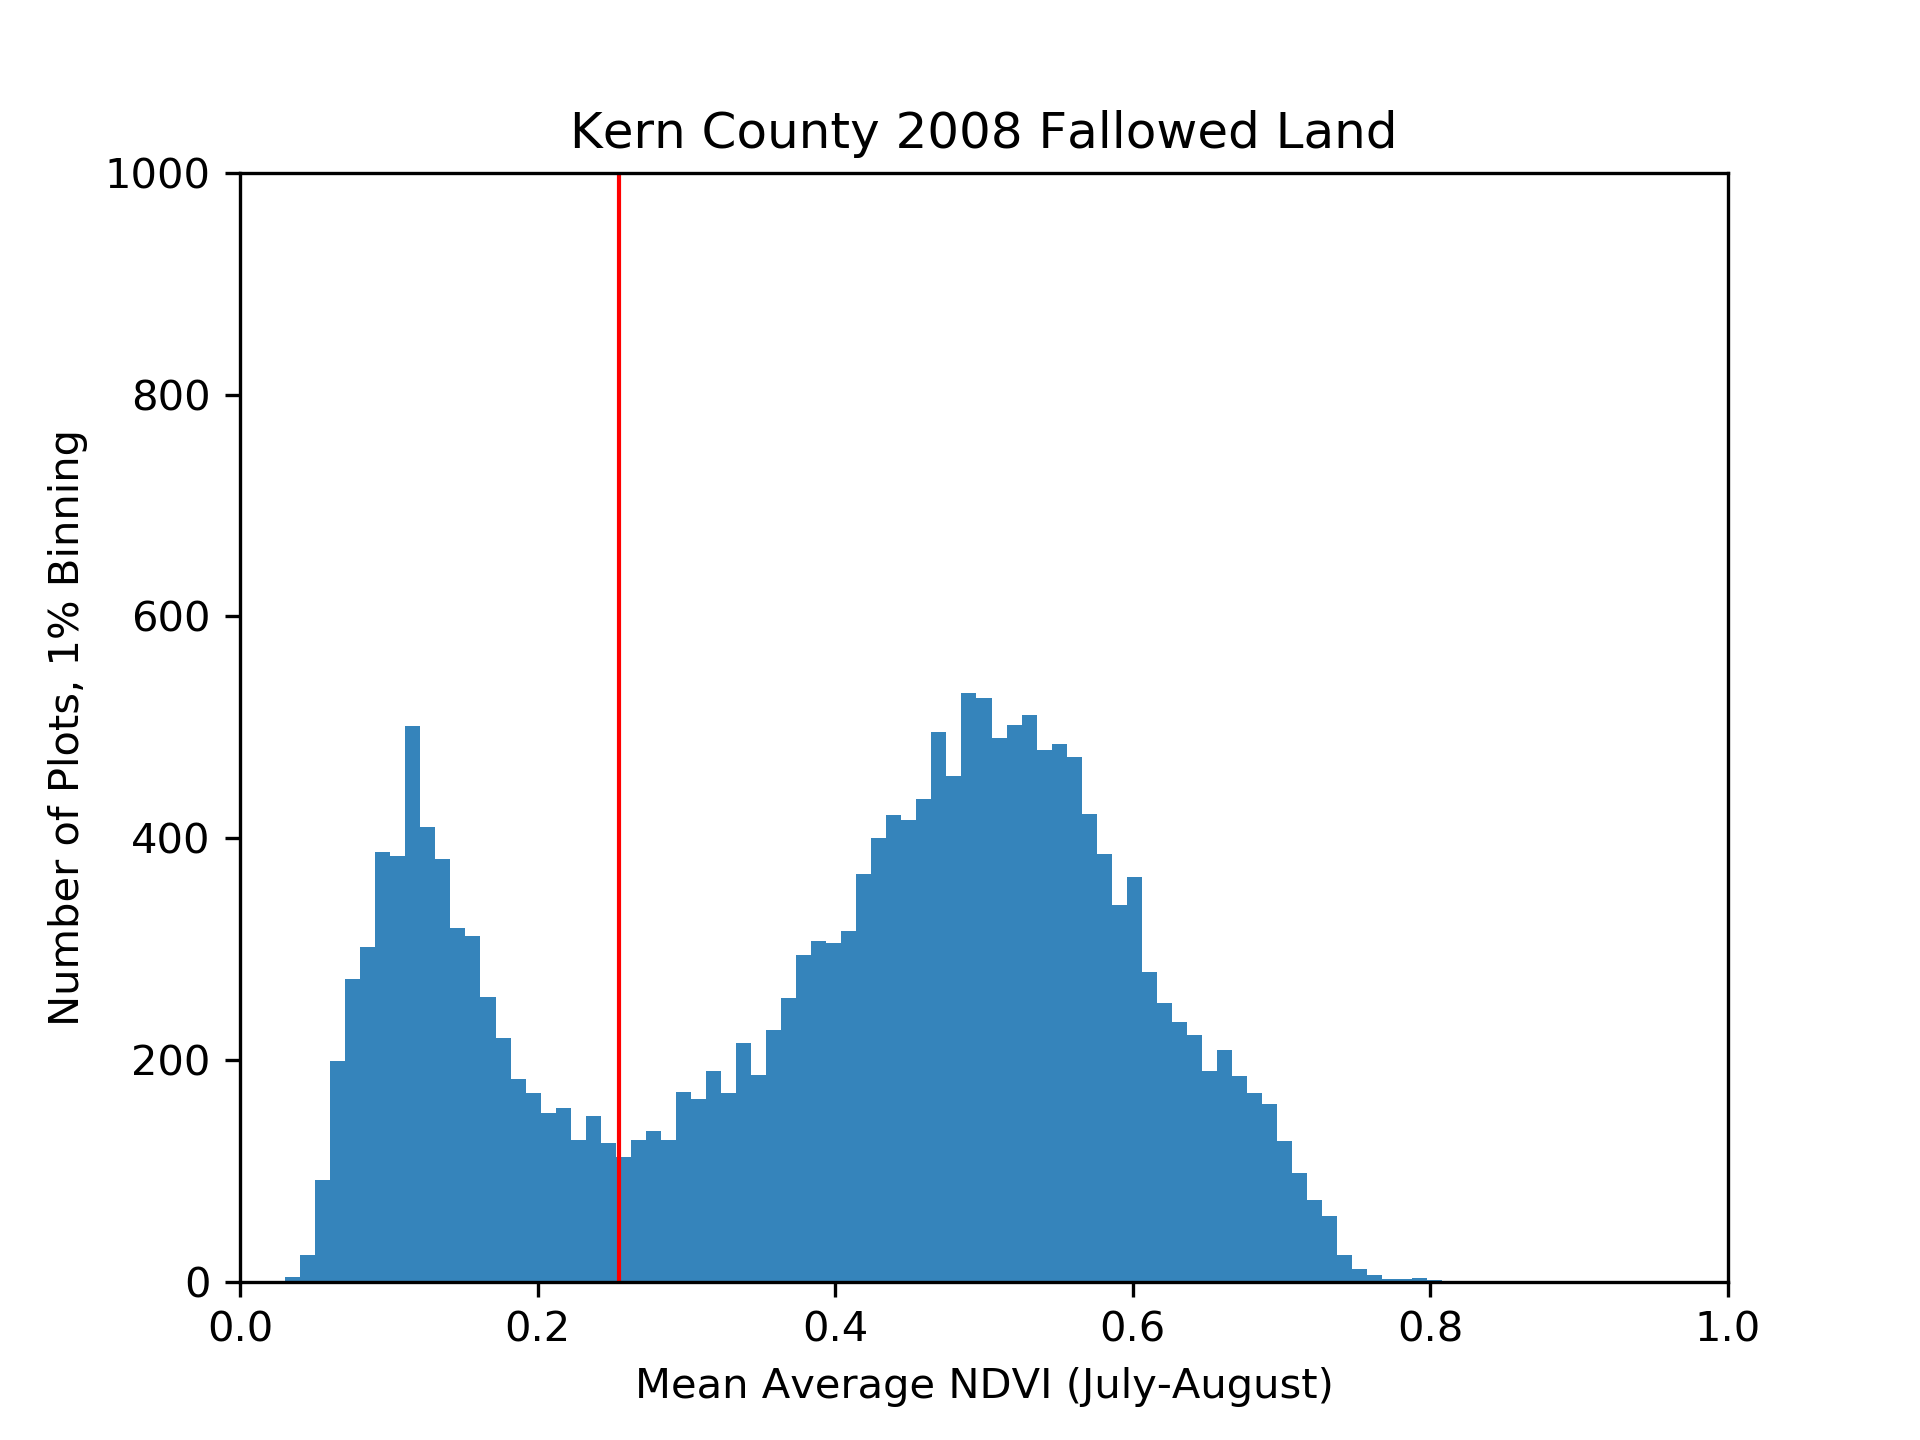 Kern County 2008 Fallowed Land
1000
800
600
400
200
0
Number of Plots, 1% Binning
0.0 0.2 0.4 0.6 0.8 1.0
Mean Average NDVI (July-August)